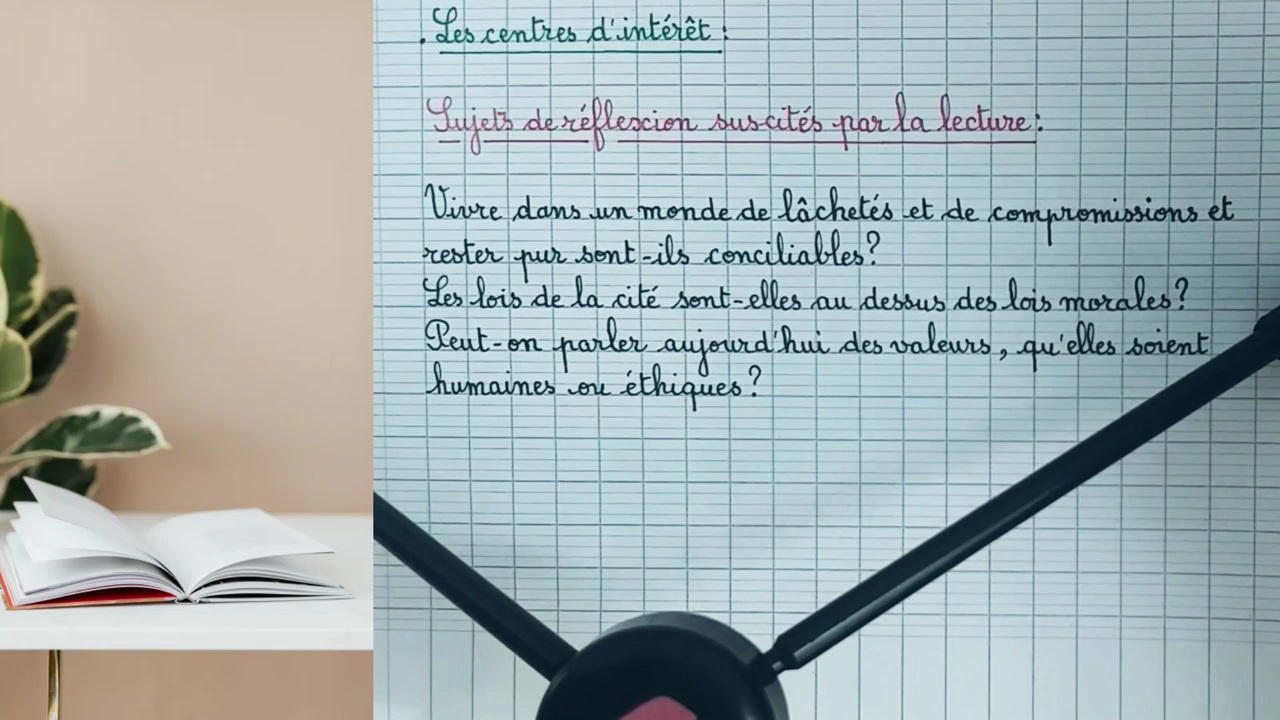 . Les centres d'intérêt :
Sujets de réflexion suscités par la lecture :
Vivre dans un monde de lâchetés et de compromissions et
rester pur sont-ils conciliables ?
Les lois de la cité sont-elles au dessus des lois morales ?
Peut-on parler aujourd'hui des valeurs, qu'elles soient
humaines ou éthiques ?